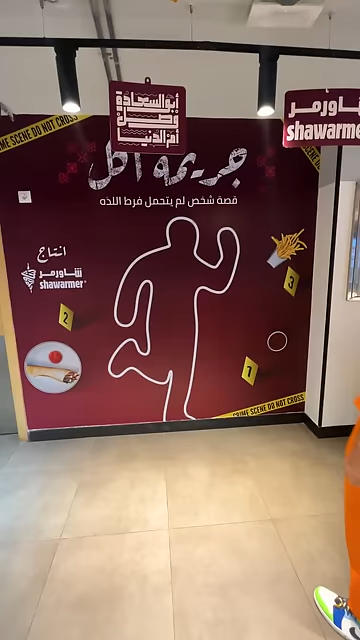 أبو السعادة
وصل
أم الدنيا
شاورمر
shawarmer
CRIME SCENE DO NOT CROSS
جريمة أكل
قصة شخص لم يتحمل فرط اللذه
انتاج
شاورمر
shawarmer
3
2
1
CRIME SCENE DO NOT CROSS